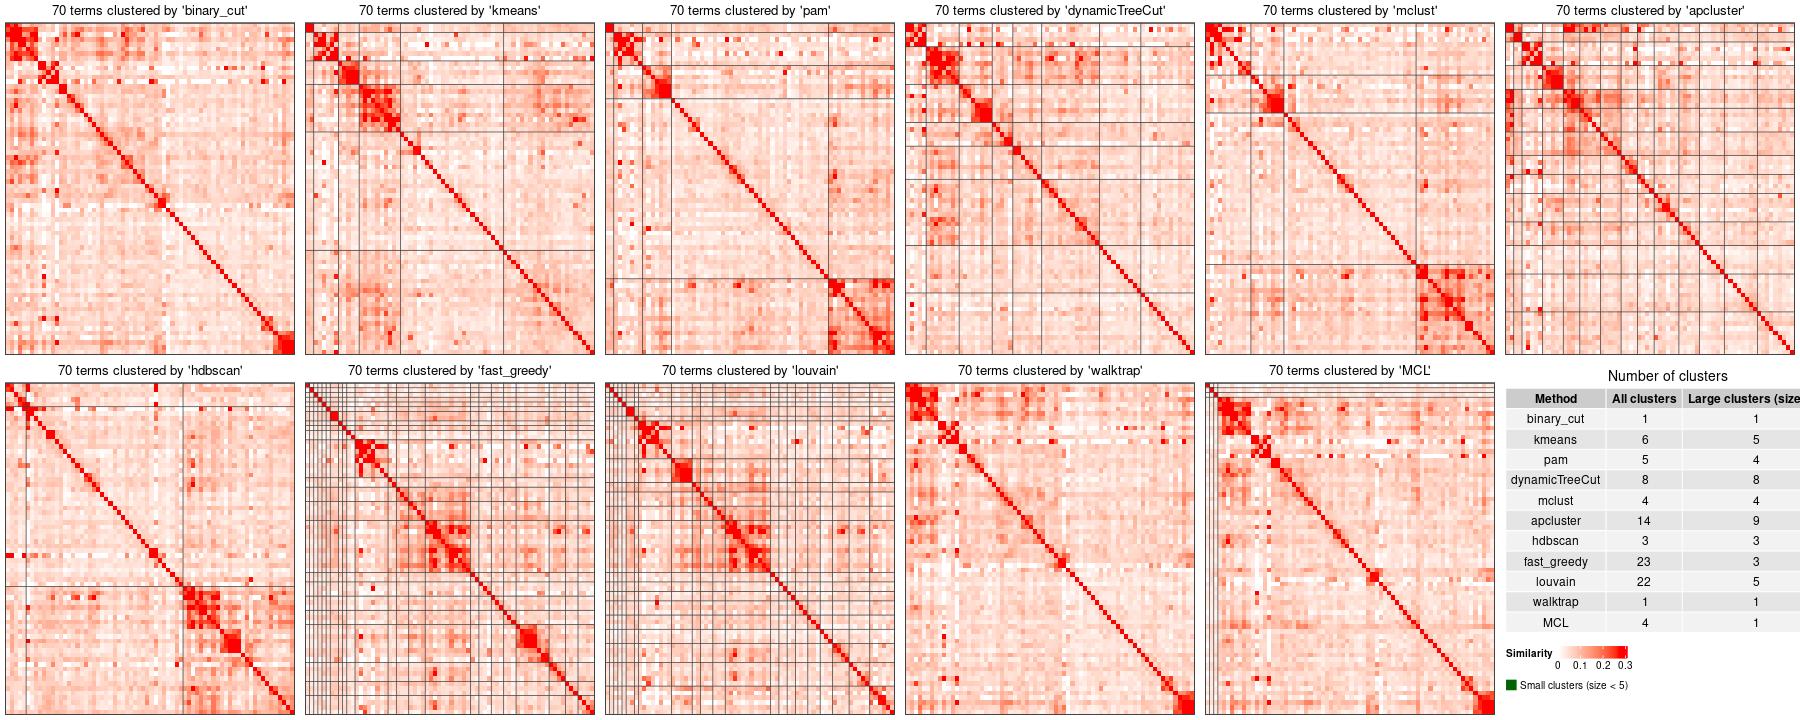 70 terms clustered by 'binary_cut'
70 terms clustered by 'kmeans'
70 terms clustered by 'pam'
70 terms clustered by 'dynamicTreeCut'
70 terms clustered by 'mclust'
70 terms clustered by 'apcluster'
70 terms clustered by 'hdbscan'
70 terms clustered by 'fast_greedy'
70 terms clustered by 'louvain'
70 terms clustered by 'walktrap'
70 terms clustered by 'MCL'
Number of clusters
Method All clusters Large clusters (size
binary_cut 1 1
kmeans 6 5
pam 5 4
dynamicTreeCut 8 8
mclust 4 4
apcluster 14 9
hdbscan 3 3
fast_greedy 23 3
louvain 22 5
walktrap 1 1
MCL 4 1
Similarity
0 0.1 0.2 0.3
Small clusters (size < 5)